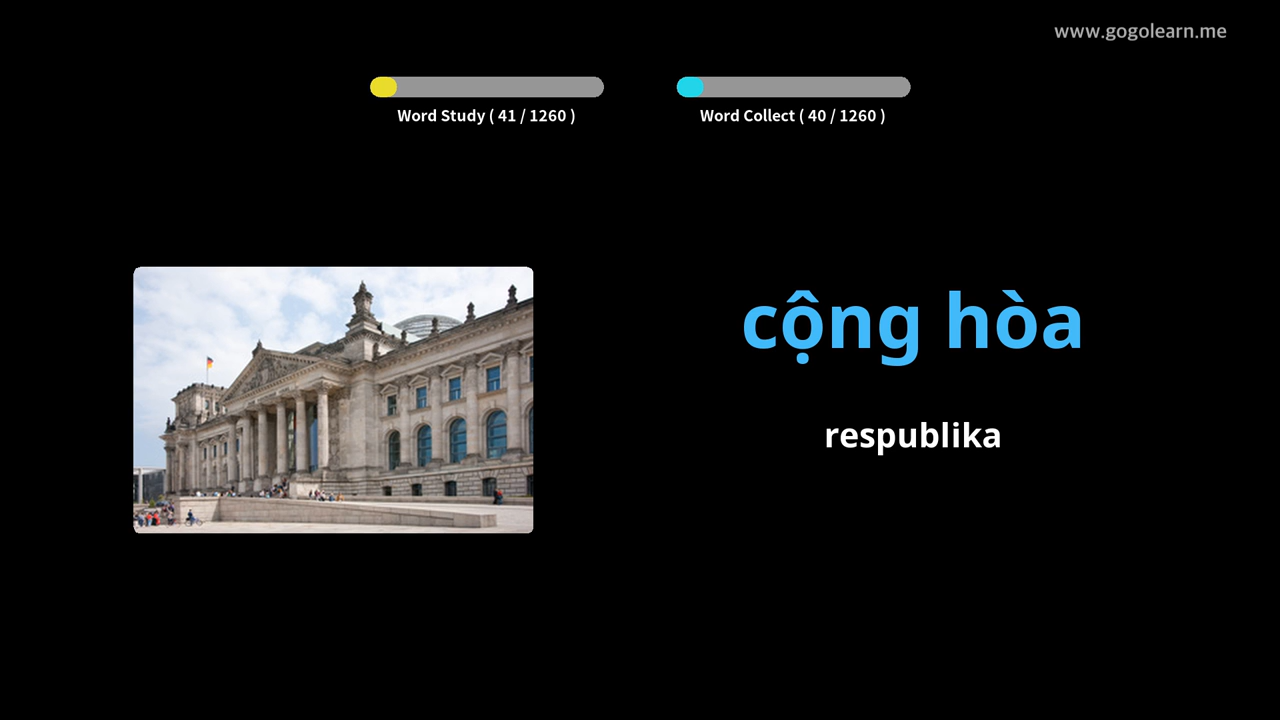 www.gogolearn.me
Word Study ( 41 / 1260 )
Word Collect ( 40 / 1260 )
cộng hòa
respublika